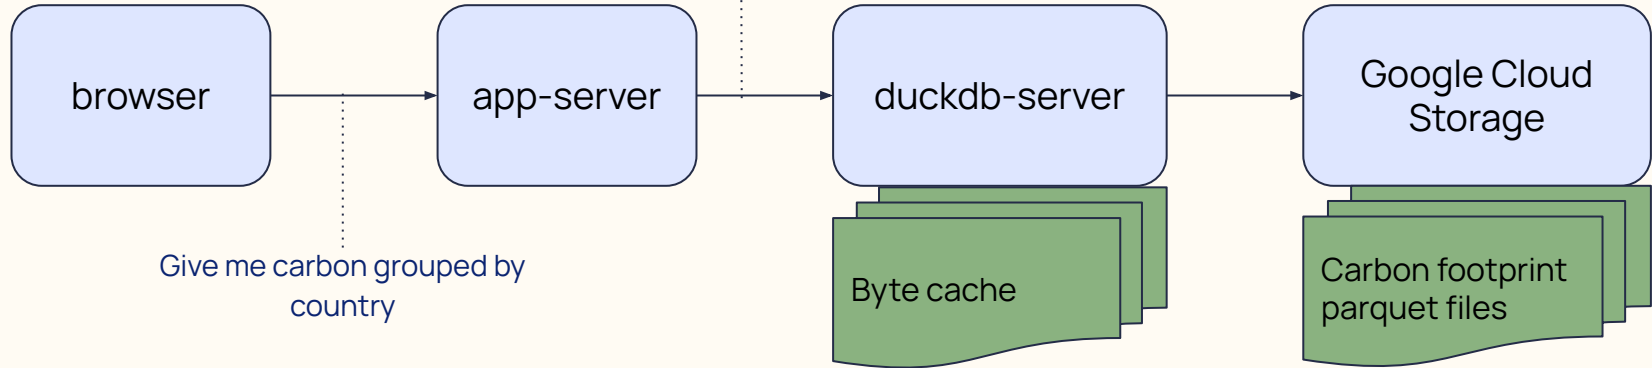 browser
app-server
duckdb-server
Google Cloud
Storage
Give me carbon grouped by
country
Byte cache
Carbon footprint
parquet files